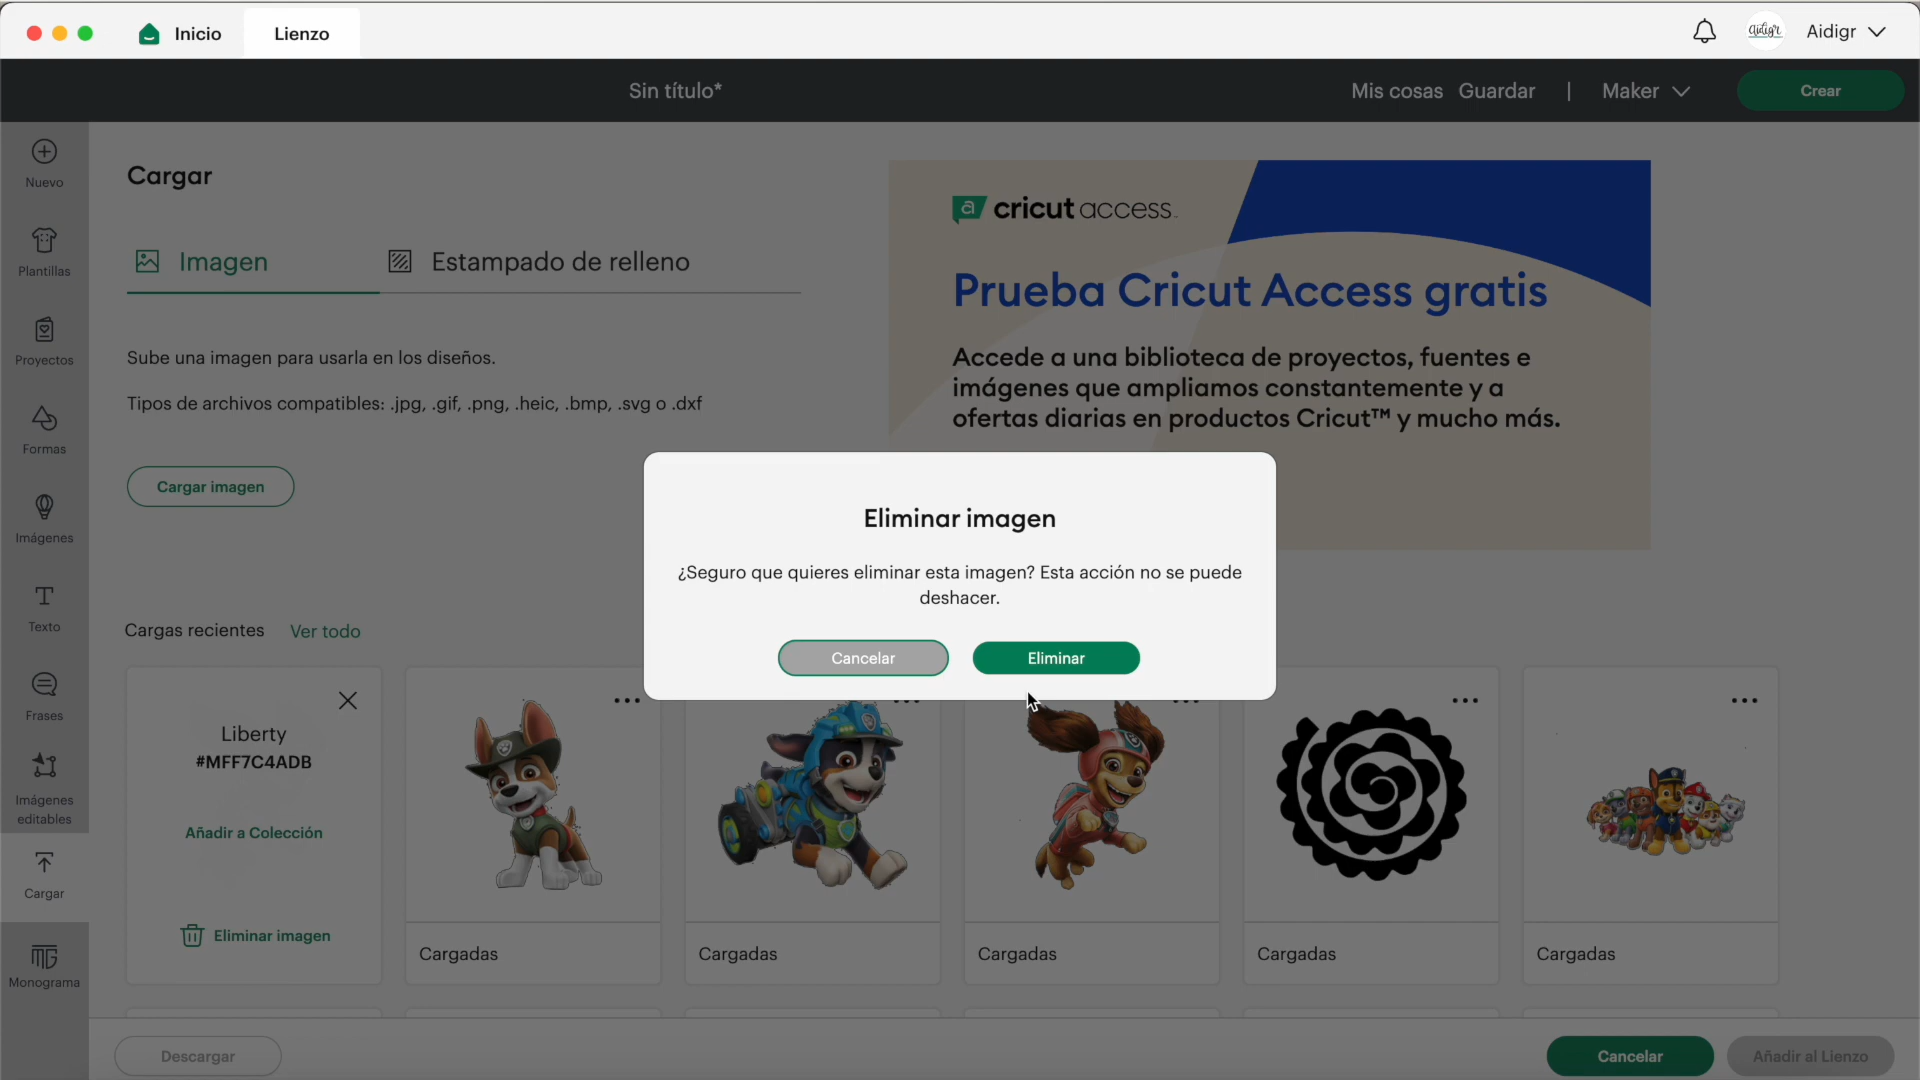 Inicio
Lienzo
Aidigr
Aidigr
Sin título*
Mis cosas
Guardar
|
Maker
Crear
Nuevo
Plantillas
Proyectos
Formas
Imágenes
Texto
Frases
Imágenes
editables
Cargar
Monograma
Cargar
Imagen
Estampado de relleno
Sube una imagen para usarla en los diseños.
Tipos de archivos compatibles: .jpg, .gif, .png, .heic, .bmp, .svg o .dxf
Cargar imagen
a cricut access™
Prueba Cricut Access gratis
Accede a una biblioteca de proyectos, fuentes e
imágenes que ampliamos constantemente y a
ofertas diarias en productos Cricut™ y mucho más.
Eliminar imagen
¿Seguro que quieres eliminar esta imagen? Esta acción no se puede
deshacer.
Cancelar
Eliminar
Cargas recientes
Ver todo
Liberty
#MFF7C4ADB
Añadir a Colección
Eliminar imagen
Cargadas
Cargadas
Cargadas
Cargadas
Cargadas
Descargar
Cancelar
Añadir al Lienzo